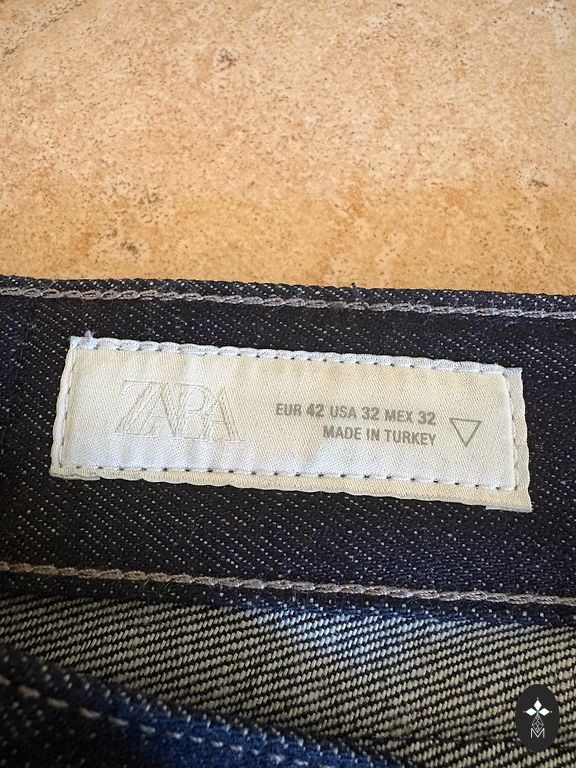 ZARA
EUR 42 USA 32 MEX 32
MADE IN TURKEY
M